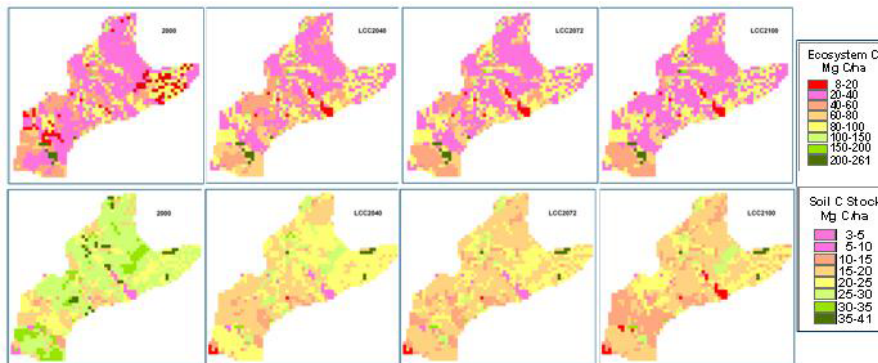 2000
LCC2040
LCC2072
LCC2100
Ecosystem C
Mg C/ha
8-20
20-40
40-60
60-80
80-100
100-150
150-200
200-261
2000
LCC2040
LCC2072
LCC2100
Soil C Stock
Mg C/ha
3-5
5-10
10-15
15-20
20-25
25-30
30-35
35-41